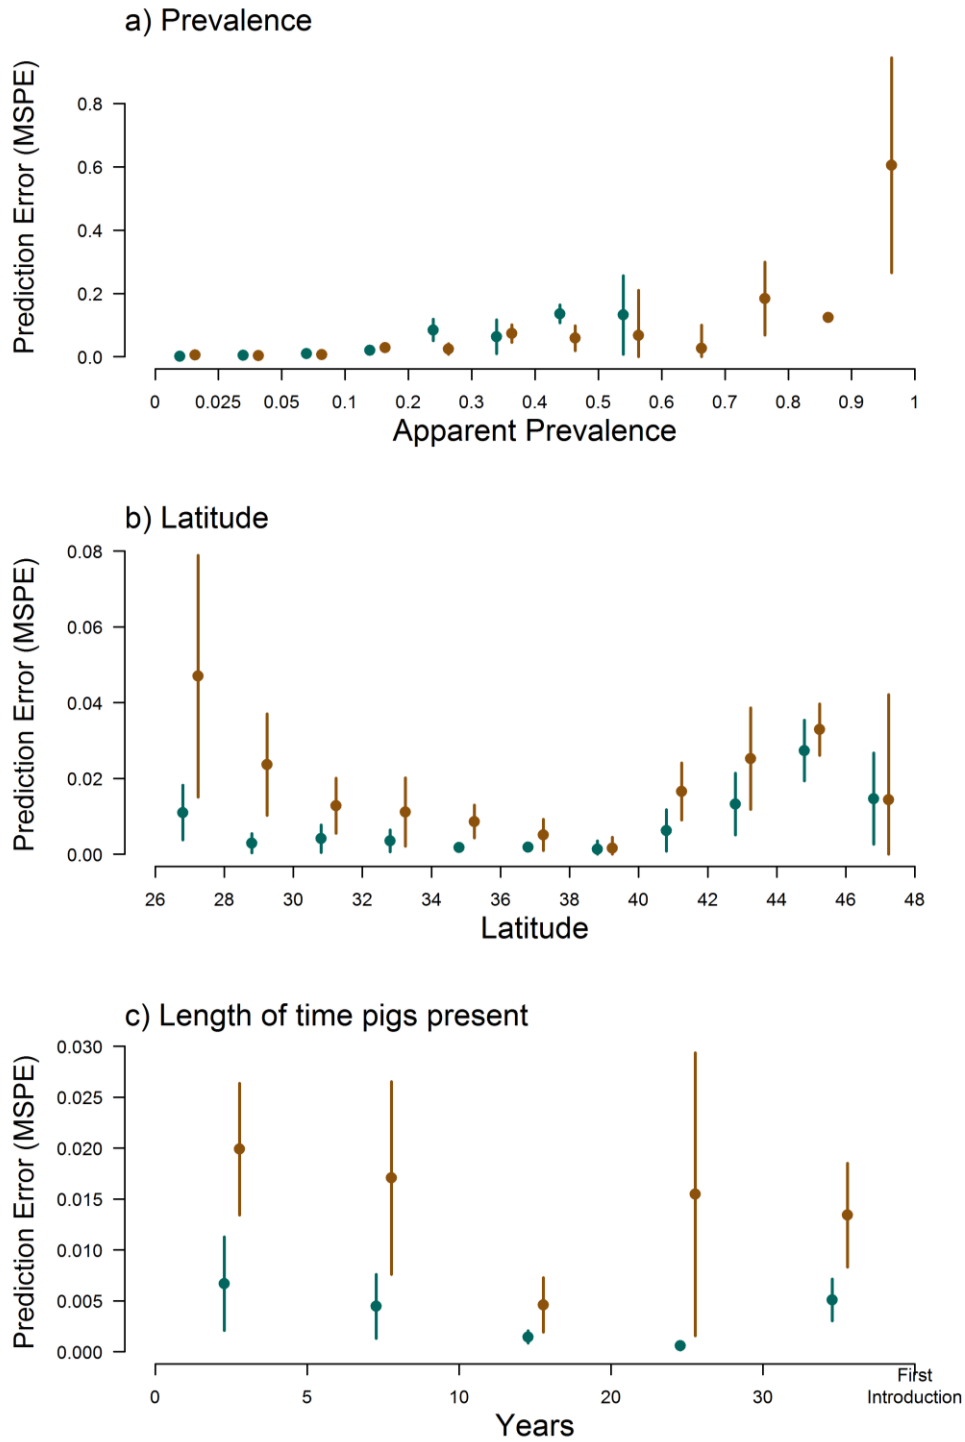 a) Prevalence
Prediction Error (MSPE)
0.8
0.6
0.4
0.2
0.0
0 0.025 0.05 0.1 0.2 0.3 0.4 0.5 0.6 0.7 0.8 0.9 1
Apparent Prevalence
b) Latitude
Prediction Error (MSPE)
0.08
0.06
0.04
0.02
0.00
26 28 30 32 34 36 38 40 42 44 46 48
Latitude
c) Length of time pigs present
Prediction Error (MSPE)
0.030
0.025
0.020
0.015
0.010
0.005
0.000
0 5 10 20 30 First
Introduction
Years